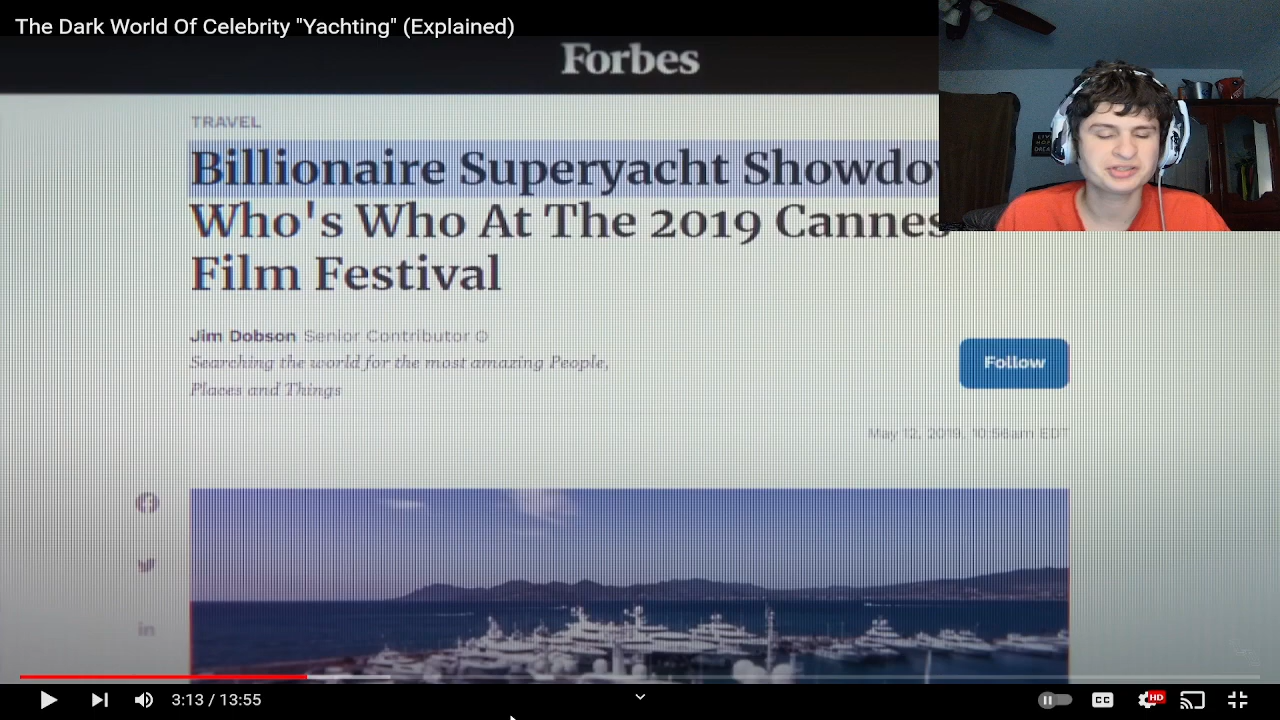 The Dark World Of Celebrity "Yachting" (Explained)
Forbes
TRAVEL
Billionaire Superyacht
Who's Who At The 2019 Cannes
Film Festival
Jim Dobson Senior Contributor
Searching the world for the most amazing People,
Places and Things
Follow
May 12, 2019, 10:56am EDT
3:13 / 13:55
CC
HD